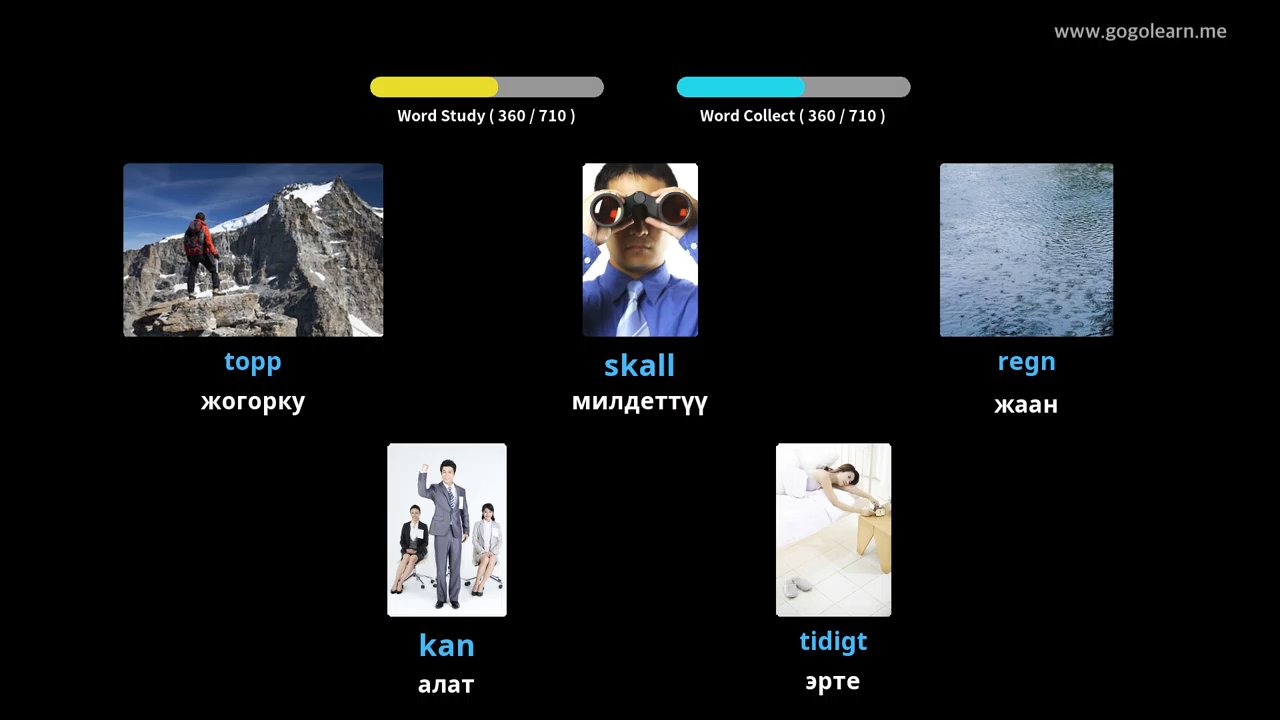 www.gogolearn.me
Word Study ( 360 / 710 )
Word Collect ( 360 / 710 )
topp
жогорку
skall
милдеттүү
regn
жаан
kan
алат
tidigt
эрте